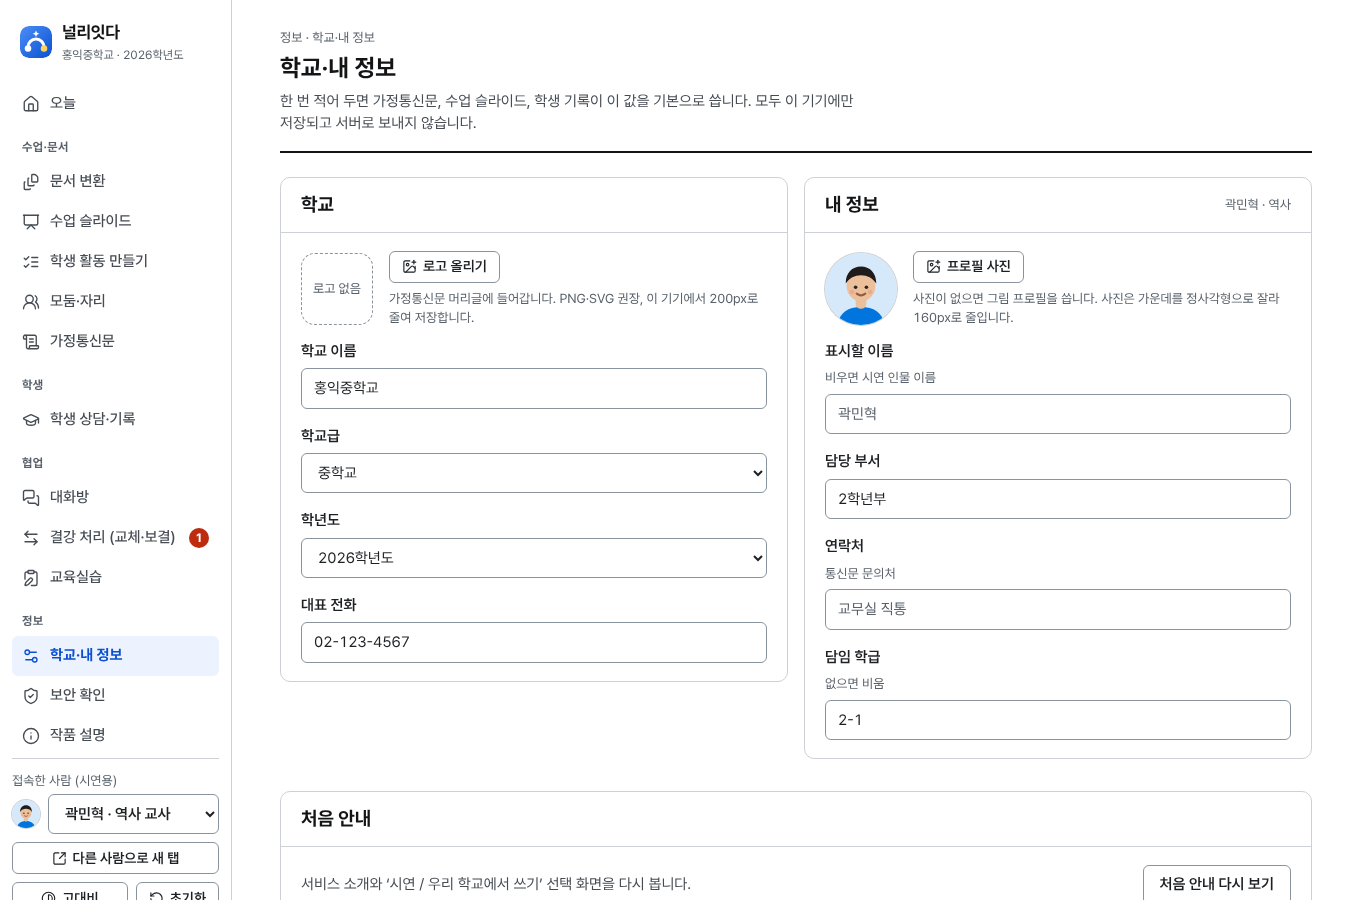 널리잇다
홍익중학교 · 2026학년도
오늘
수업·문서
문서 변환
수업 슬라이드
학생 활동 만들기
모둠·자리
가정통신문
학생
학생 상담·기록
협업
대화방
결강 처리 (교체·보결)
1
교육실습
정보
학교·내 정보
보안 확인
작품 설명
접속한 사람 (시연용)
곽민혁 · 역사 교사
다른 사람으로 새 탭
고대비
초기화
정보 · 학교·내 정보
학교·내 정보
한 번 적어 두면 가정통신문, 수업 슬라이드, 학생 기록이 이 값을 기본으로 씁니다. 모두 이 기기에만
저장되고 서버로 보내지 않습니다.
학교
로고 없음
로고 올리기
가정통신문 머리글에 들어갑니다. PNG·SVG 권장, 이 기기에서 200px로
줄여 저장합니다.
학교 이름
홍익중학교
학교급
중학교
학년도
2026학년도
대표 전화
02-123-4567
내 정보
곽민혁 · 역사
프로필 사진
사진이 없으면 그림 프로필을 씁니다. 사진은 가운데를 정사각형으로 잘라
160px로 줄입니다.
표시할 이름
비우면 시연 인물 이름
곽민혁
담당 부서
2학년부
연락처
통신문 문의처
교무실 직통
담임 학급
없으면 비움
2-1
처음 안내
서비스 소개와 ‘시연 / 우리 학교에서 쓰기’ 선택 화면을 다시 봅니다.
처음 안내 다시 보기